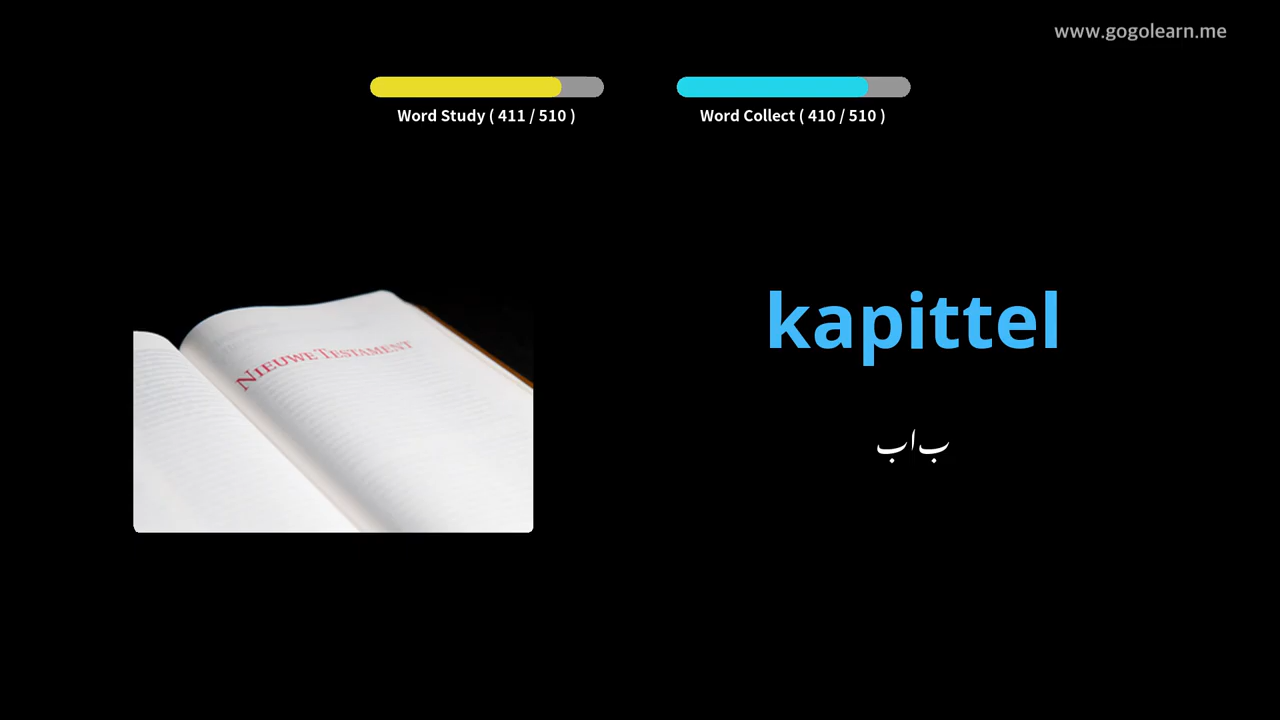 www.gogolearn.me
Word Study ( 411 / 510 )
Word Collect ( 410 / 510 )
NIEUWE TESTAMENT
kapittel
باب